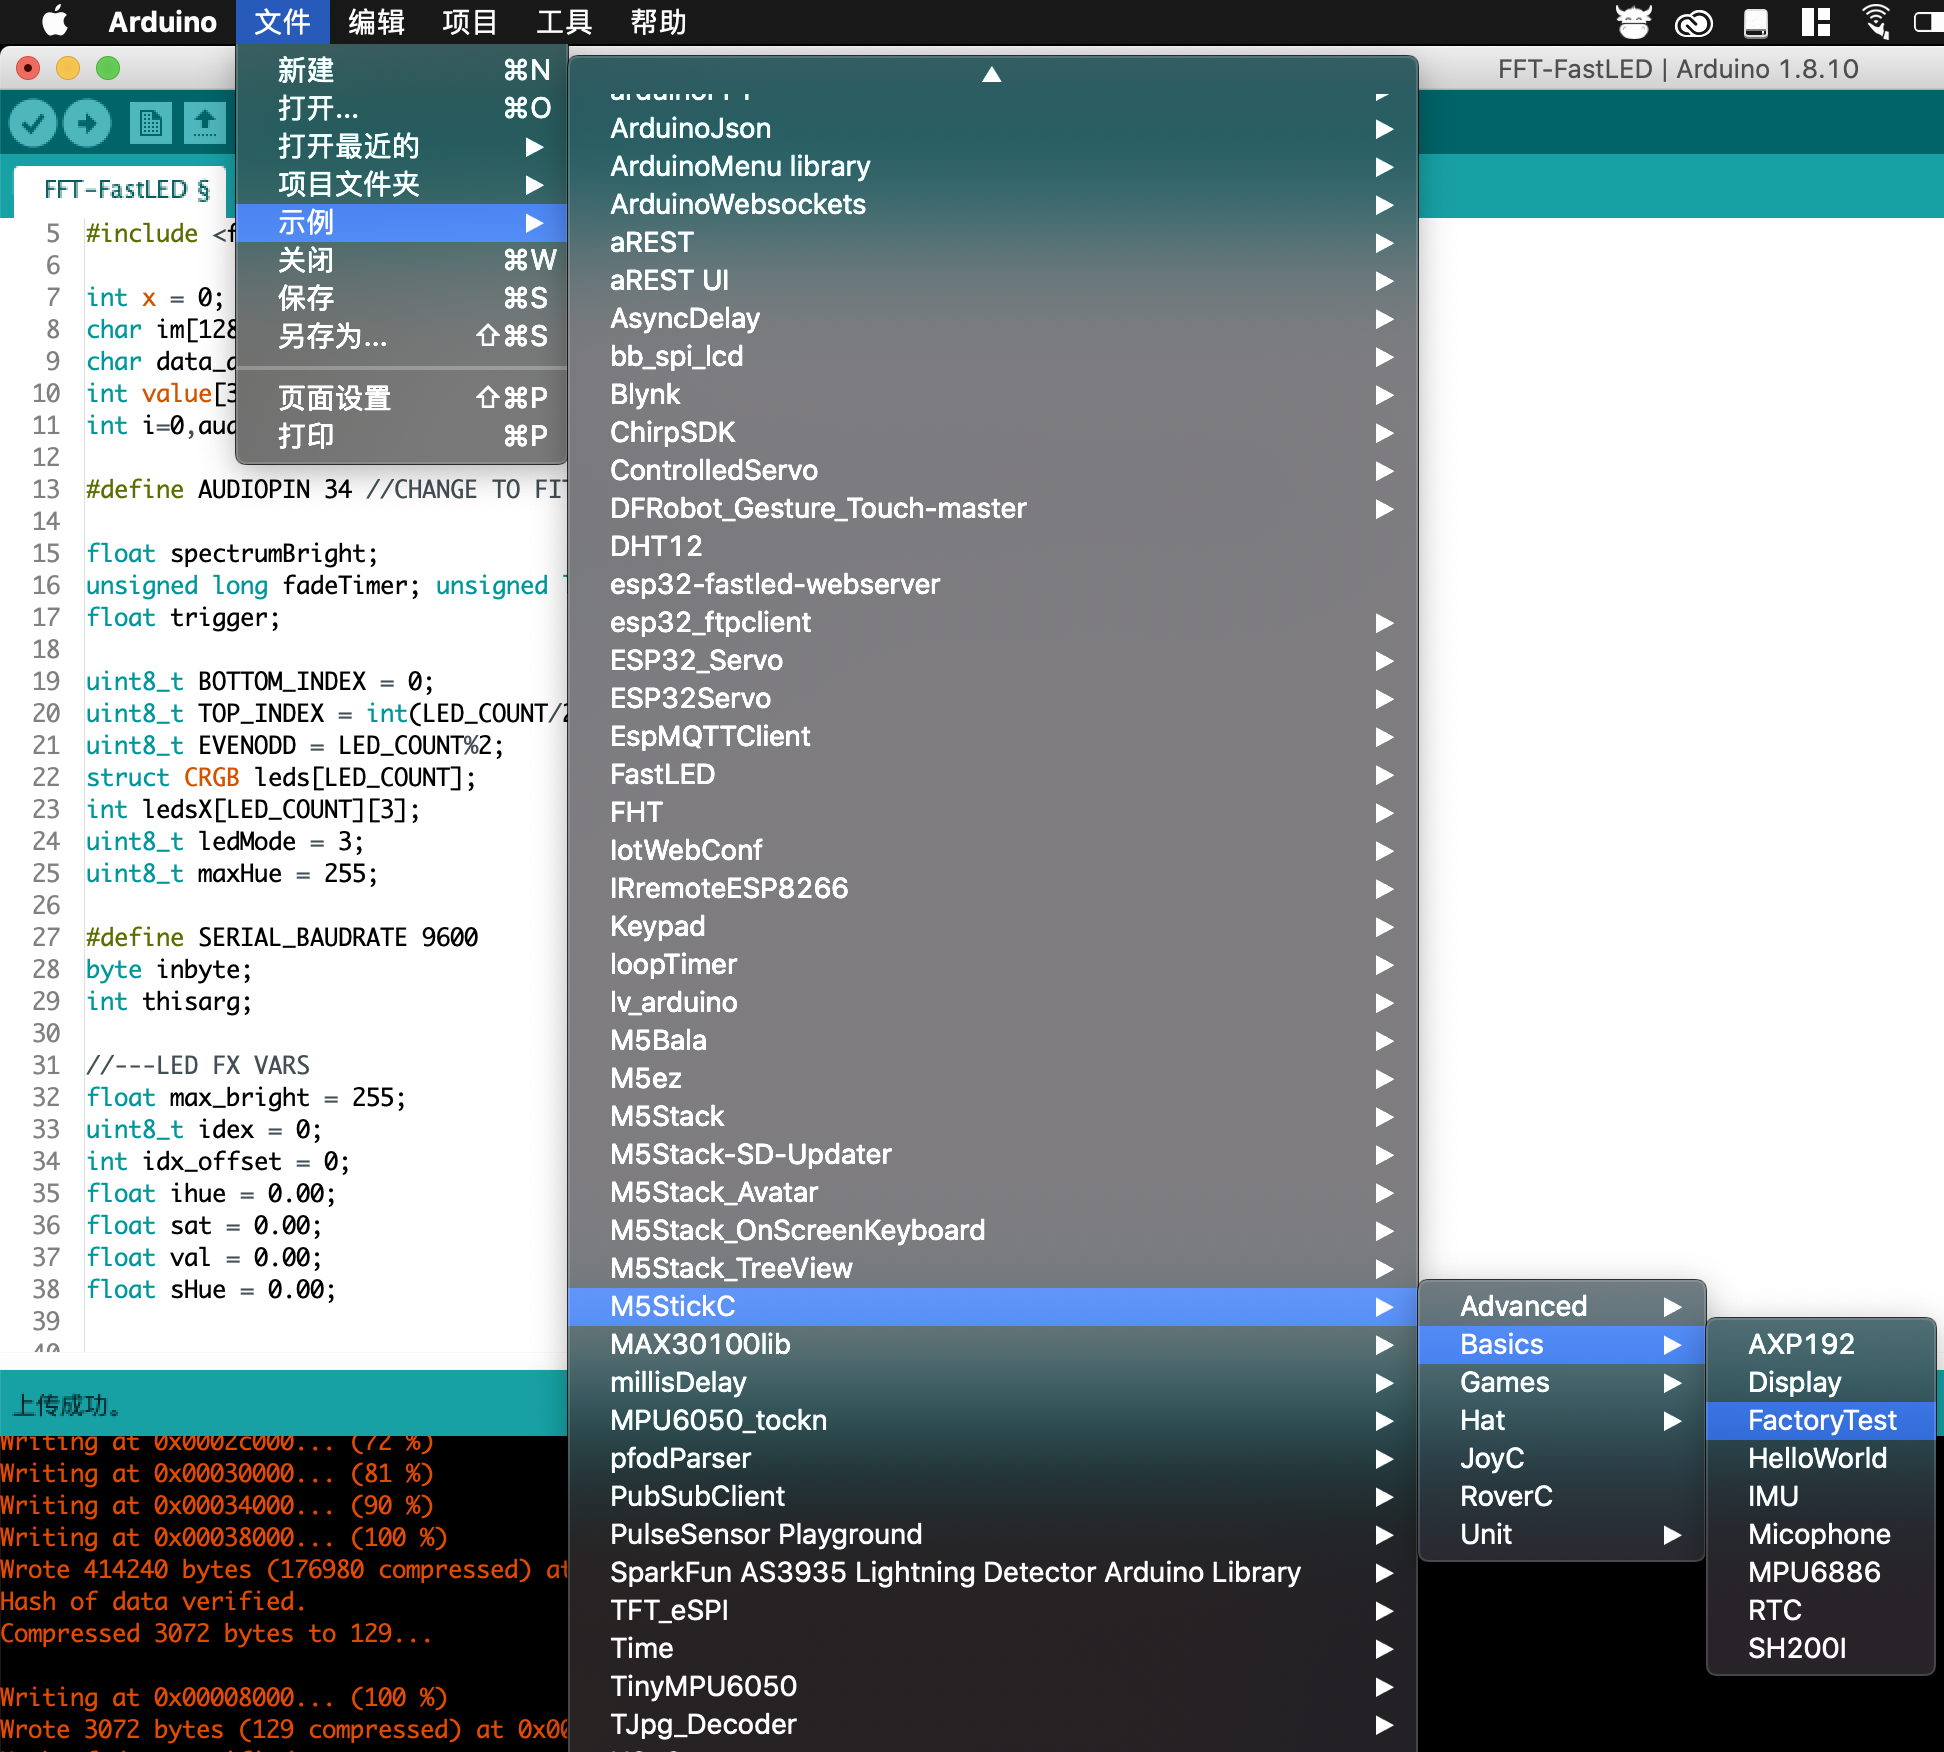 Arduino 文件 编辑 项目 工具 帮助
FFT-FastLED | Arduino 1.8.10
新建 ⌘N
打开... ⌘O
打开最近的 ▶
项目文件夹 ▶
示例 ▶
关闭 ⌘W
保存 ⌘S
另存为... ⇧⌘S
页面设置 ⇧⌘P
打印 ⌘P
FFT-FastLED §
5 #include <f
6
7 int x = 0;
8 char im[128
9 char data_
10 int value[3
11 int i=0,au
12
13 #define AUDIOPIN 34 //CHANGE TO FI
14
15 float spectrumBright;
16 unsigned long fadeTimer; unsigned
17 float trigger;
18
19 uint8_t BOTTOM_INDEX = 0;
20 uint8_t TOP_INDEX = int(LED_COUNT/
21 uint8_t EVENODD = LED_COUNT%2;
22 struct CRGB leds[LED_COUNT];
23 int ledsX[LED_COUNT][3];
24 uint8_t ledMode = 3;
25 uint8_t maxHue = 255;
26
27 #define SERIAL_BAUDRATE 9600
28 byte inbyte;
29 int thisarg;
30
31 //---LED FX VARS
32 float max_bright = 255;
33 uint8_t idex = 0;
34 int idx_offset = 0;
35 float ihue = 0.00;
36 float sat = 0.00;
37 float val = 0.00;
38 float sHue = 0.00;
39
40
上传成功。
Writing at 0x0002c000... (72 %)
Writing at 0x00030000... (81 %)
Writing at 0x00034000... (90 %)
Writing at 0x00038000... (100 %)
Wrote 414240 bytes (176980 compressed) at
Hash of data verified.
Compressed 3072 bytes to 129...
Writing at 0x00008000... (100 %)
Wrote 3072 bytes (129 compressed) at 0x00
ArduinoJson
ArduinoMenu library
ArduinoWebsockets
aREST
aREST UI
AsyncDelay
bb_spi_lcd
Blynk
ChirpSDK
ControlledServo
DFRobot_Gesture_Touch-master
DHT12
esp32-fastled-webserver
esp32_ftpclient
ESP32_Servo
ESP32Servo
EspMQTTClient
FastLED
FHT
IotWebConf
IRremoteESP8266
Keypad
loopTimer
lv_arduino
M5Bala
M5ez
M5Stack
M5Stack-SD-Updater
M5Stack_Avatar
M5Stack_OnScreenKeyboard
M5Stack_TreeView
M5StickC
MAX30100lib
millisDelay
MPU6050_tockn
pfodParser
PubSubClient
PulseSensor Playground
SparkFun AS3935 Lightning Detector Arduino Library
TFT_eSPI
Time
TinyMPU6050
TJpg_Decoder
Advanced
Basics
Games
Hat
JoyC
RoverC
Unit
AXP192
Display
FactoryTest
HelloWorld
IMU
Micophone
MPU6886
RTC
SH200I